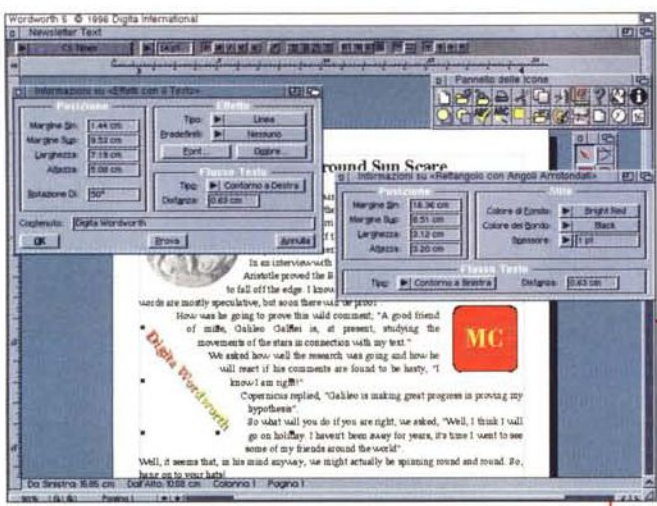 Wordworth 5 © 1996 Digita International
Newsletter Text
Pannello delle Icone
Informazioni su «Effetti con il Testo»
Posizione
Margine Sin: 1.44 cm
Margine Sup: 9.52 cm
Larghezza: 7.19 cm
Altezza: 5.08 cm
Rotazione Di: 50°
Effetto
Tipo: Linea
Predefiniti: Nessuno
Font...
Flusso Testo
Tipo: Contorno a Destra
Distanza: 0.63 cm
Contenuto: Digita Wordworth
OK
Prova
Annulla
round Sun Scare
Informazioni su «Rettangolo con Angoli Arrotondati»
Posizione
Margine Sin: 16.36 cm
Margine Sup: 8.51 cm
Larghezza: 3.12 cm
Altezza: 3.20 cm
Stile
Colore di Fondo: Bright Red
Colore del Bordo: Black
Spessore: 1 pt
Flusso Testo
Tipo: Contorno a Sinistra
Distanza: 0.63 cm
In an interview with
Aristotle proved the
to fall off the edge. I know
words are mostly speculative, but soon there will be proof".
How was he going to prove this wild comment, "A good friend
of mine, Galileo Galilei is, at present, studying the
movements of the stars in connection with my text."
We asked how well the research was going and how he
will react if his comments are found to be hasty, "I
know I am right!"
Copernicus replied, "Galileo is making great progress in proving my
hypothesis".
So what will you do if you are right, we asked, "Well, I think I will
go on holiday. I haven't been away for years, it's time I went to see
some of my friends around the world".
Well, it seems that, in his mind anyway, we might actually be spinning round and round. So,
hang on to your hats!
MC
Digita Wordworth
Da Sinistra: 16.85 cm Dall'Alto: 10.08 cm Colonna 1 Pagina 1
90%
Pagina 1